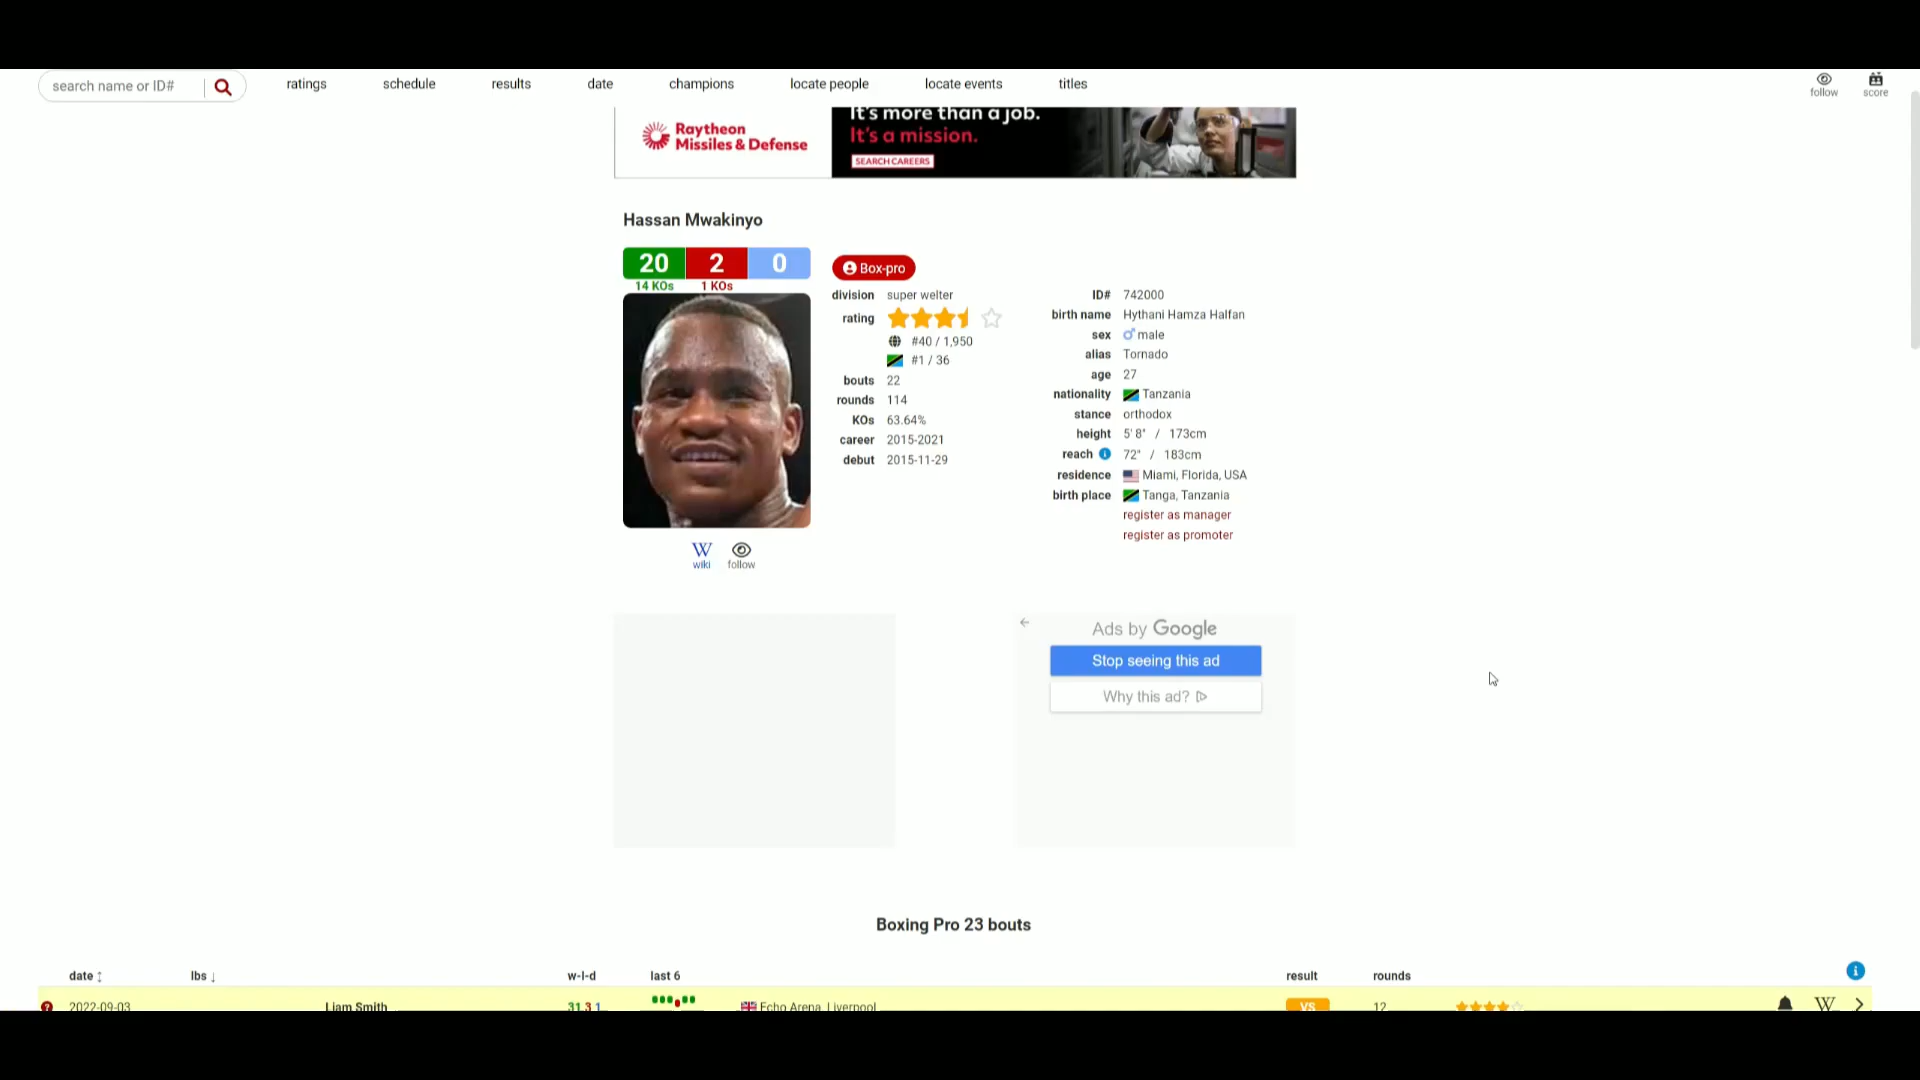 search name or ID#
ratings schedule results date champions locate people locate events titles
follow score
Raytheon
Missiles & Defense
It's more than a job.
It's a mission.
SEARCH CAREERS
Hassan Mwakinyo
20 2 0
14 KOs 1 KOs
Box-pro
division super welter
rating
#40 / 1,950
#1 / 36
bouts 22
rounds 114
KOs 63.64%
career 2015-2021
debut 2015-11-29
ID# 742000
birth name Hythani Hamza Halfan
sex male
alias Tornado
age 27
nationality Tanzania
stance orthodox
height 5' 8" / 173cm
reach 72" / 183cm
residence Miami, Florida, USA
birth place Tanga, Tanzania
register as manager
register as promoter
W
wiki follow
Ads by Google
Stop seeing this ad
Why this ad?
Boxing Pro 23 bouts
date lbs w-l-d last 6 result rounds
2022-09-03 Liam Smith 31 3 1 Echo Arena, Liverpool VS 12 W